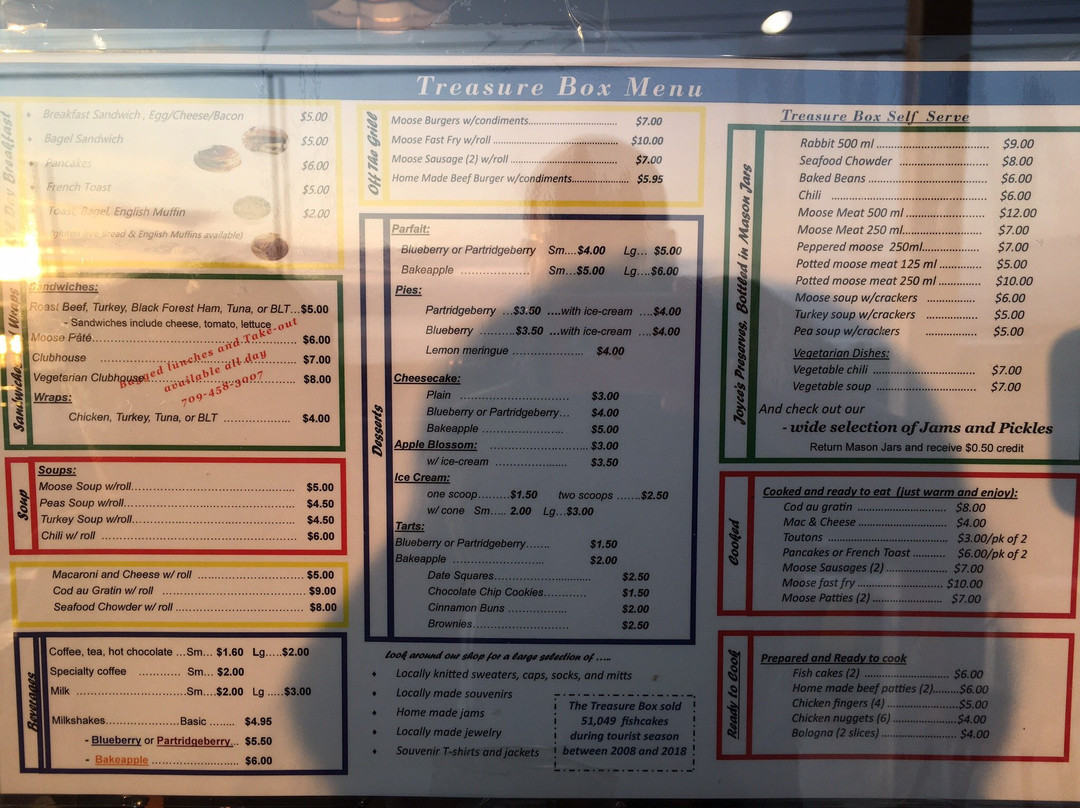 Treasure Box Menu
Day Breakfast
Breakfast Sandwich , Egg/Cheese/Bacon $5.00
Bagel Sandwich $5.00
Pancakes $6.00
French Toast $5.00
Toast, Bagel, English Muffin $2.00
Bread & English Muffins available)
Wraps
Sandwiches:
Roast Beef, Turkey, Black Forest Ham, Tuna, or BLT...$5.00
- Sandwiches include cheese, tomato, lettuce
Moose Pâté........ $6.00
Clubhouse ........ $7.00
Vegetarian Clubhouse........ $8.00
Bagged lunches and Take-out
available all day
709-458-3007
Wraps:
Chicken, Turkey, Tuna, or BLT ........ $4.00
Soup
Soups:
Moose Soup w/roll........ $5.00
Peas Soup w/roll........ $4.50
Turkey Soup w/roll........ $4.50
Chili w/ roll ........ $6.00
Macaroni and Cheese w/ roll ........ $5.00
Cod au Gratin w/ roll ........ $9.00
Seafood Chowder w/ roll ........ $8.00
Beverages
Coffee, tea, hot chocolate ...Sm... $1.60 Lg....$2.00
Specialty coffee ........ Sm... $2.00
Milk ........Sm...$2.00 Lg ....$3.00
Milkshakes........Basic ....... $4.95
- Blueberry or Partridgeberry... $5.50
- Bakeapple ........ $6.00
Off The Grill
Moose Burgers w/condiments........ $7.00
Moose Fast Fry w/roll ........ $10.00
Moose Sausage (2) w/roll ........ $7.00
Home Made Beef Burger w/condiments........ $5.95
Desserts
Parfait:
Blueberry or Partridgeberry Sm....$4.00 Lg... $5.00
Bakeapple ........ Sm...$5.00 Lg...$6.00
Pies:
Partridgeberry ...$3.50 ...with ice-cream ....$4.00
Blueberry ........$3.50 ...with ice-cream ....$4.00
Lemon meringue ........ $4.00
Cheesecake:
Plain ........ $3.00
Blueberry or Partridgeberry... $4.00
Bakeapple ........ $5.00
Apple Blossom: ........ $3.00
w/ ice-cream ........ $3.50
Ice Cream:
one scoop........$1.50 two scoops .......$2.50
w/ cone Sm..... 2.00 Lg...$3.00
Tarts:
Blueberry or Partridgeberry....... $1.50
Bakeapple ........ $2.00
Date Squares........ $2.50
Chocolate Chip Cookies........ $1.50
Cinnamon Buns ........ $2.00
Brownies........ $2.50
Look around our shop for a large selection of .....
Locally knitted sweaters, caps, socks, and mitts
Locally made souvenirs
Home made jams
Locally made jewelry
Souvenir T-shirts and jackets
The Treasure Box sold
51,049 fishcakes
during tourist season
between 2008 and 2018
Treasure Box Self Serve
Joyce's Preserves, Bottled in Mason Jars
Rabbit 500 ml ........ $9.00
Seafood Chowder ........ $8.00
Baked Beans ........ $6.00
Chili ........ $6.00
Moose Meat 500 ml ........ $12.00
Moose Meat 250 ml........ $7.00
Peppered moose 250ml........ $7.00
Potted moose meat 125 ml ........ $5.00
Potted moose meat 250 ml ........ $10.00
Moose soup w/crackers ........ $6.00
Turkey soup w/crackers ........ $5.00
Pea soup w/crackers ........ $5.00
Vegetarian Dishes:
Vegetable chili ........ $7.00
Vegetable soup ........ $7.00
And check out our
- wide selection of Jams and Pickles
Return Mason Jars and receive $0.50 credit
Cooked
Cooked and ready to eat (just warm and enjoy):
Cod au gratin ........ $8.00
Mac & Cheese ........ $4.00
Toutons ........ $3.00/pk of 2
Pancakes or French Toast ........ $6.00/pk of 2
Moose Sausages (2) ........ $7.00
Moose fast fry ........ $10.00
Moose Patties (2) ........ $7.00
Ready to Cook
Prepared and Ready to cook
Fish cakes (2) ........ $6.00
Home made beef patties (2).......$6.00
Chicken fingers (4) ........$5.00
Chicken nuggets (6) ........$4.00
Bologna (2 slices) ........ $4.00